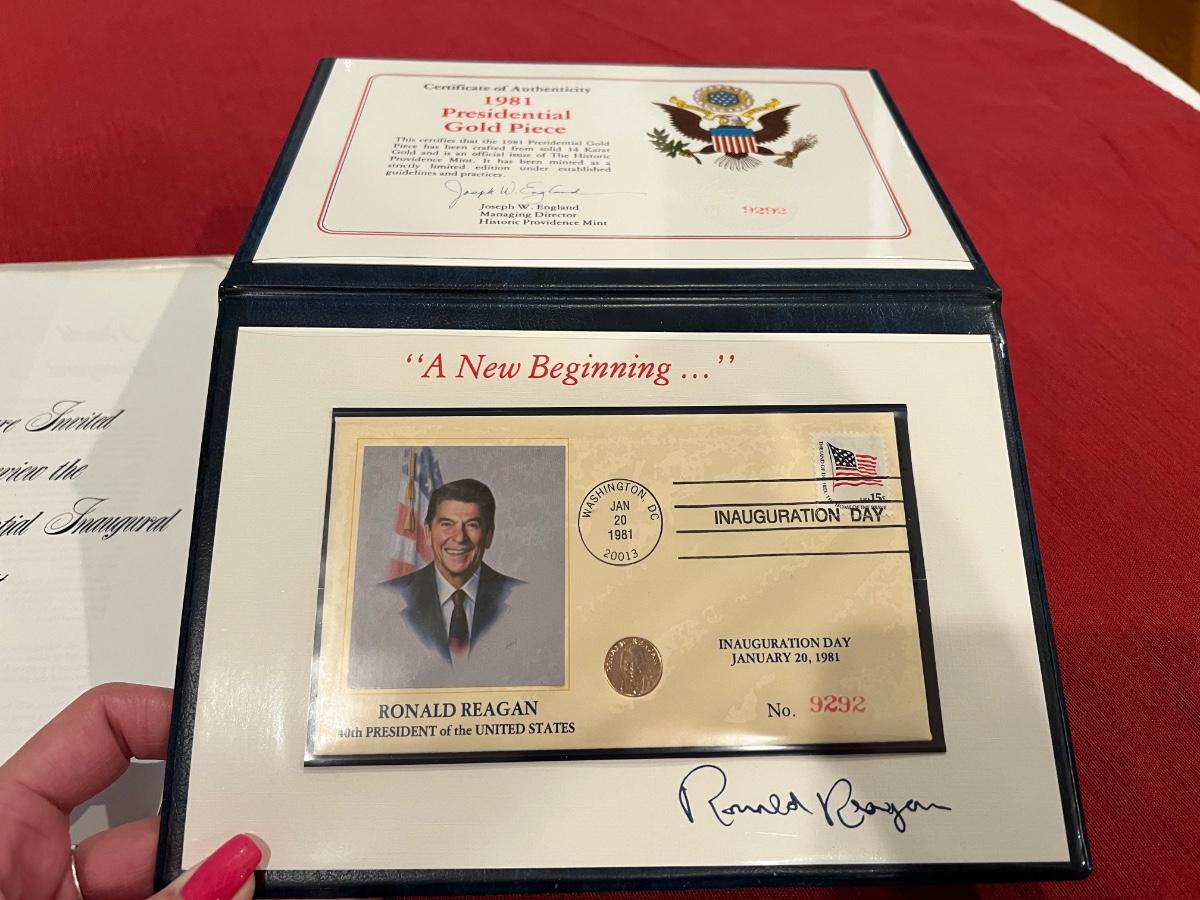 Certificate of Authenticity
1981
Presidential
Gold Piece
This certifies that the 1981 Presidential Gold
Piece has been crafted from solid 14 Karat
Gold and is an official issue of The Historic
Providence Mint. It has been minted as a
strictly limited edition under established
guidelines and practices.
Joseph W. England
Joseph W. England
Managing Director
Historic Providence Mint
9292
Invited
the
Inaugural
“A New Beginning ...”
WASHINGTON, DC
JAN
20
1981
20013
INAUGURATION DAY
15c
INAUGURATION DAY
JANUARY 20, 1981
No. 9292
RONALD REAGAN
40th PRESIDENT of the UNITED STATES
Ronald Reagan